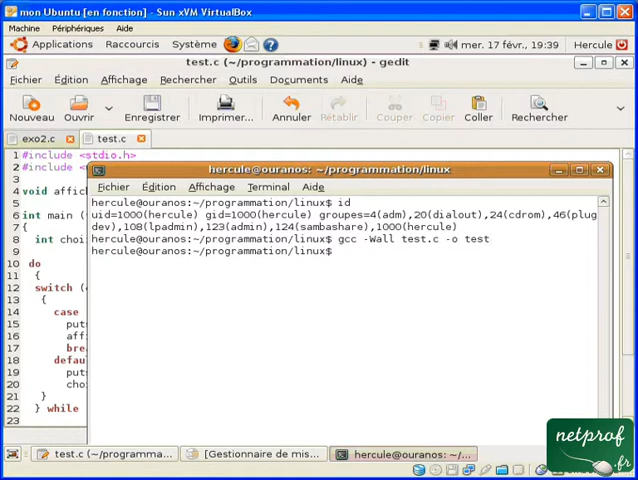 mon Ubuntu [en fonction] - Sun xVM VirtualBox
Machine Périphériques Aide
Applications Raccourcis Système mer. 17 févr., 19:39 Hercule
test.c (~/programmation/linux) - gedit
Fichier Édition Affichage Rechercher Outils Documents Aide
Nouveau Ouvrir Enregistrer Imprimer... Annuler Rétablir Couper Copier Coller Rechercher
exo2.c test.c
1 #include <stdio.h>
2 #include <
3
4 void affich
5
6 int main (
7 {
8 int choi
9
10 do
11 {
12 switch (
13 {
14 case
15 puts
16 aff
17 brea
18 defau
19 puts
20 cho
21 }
22 } while
23
hercule@ouranos: ~/programmation/linux
Fichier Édition Affichage Terminal Aide
hercule@ouranos:~/programmation/linux$ id
uid=1000(hercule) gid=1000(hercule) groupes=4(adm),20(dialout),24(cdrom),46(plug
dev),108(lpadmin),123(admin),124(sambashare),1000(hercule)
hercule@ouranos:~/programmation/linux$ gcc -Wall test.c -o test
hercule@ouranos:~/programmation/linux$
test.c (~/programma... [Gestionnaire de mis... hercule@ouranos: ~/...
netprof
.fr